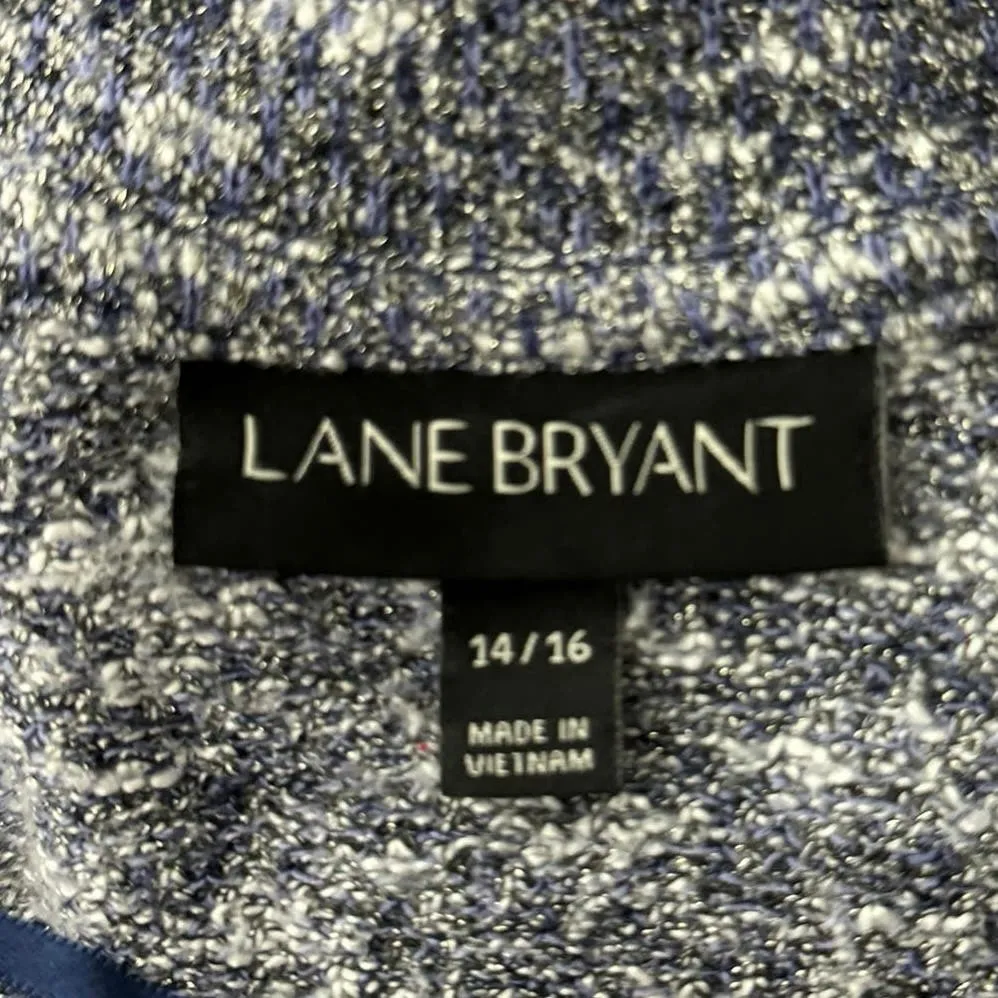 LANE BRYANT
14/16
MADE IN
VIETNAM